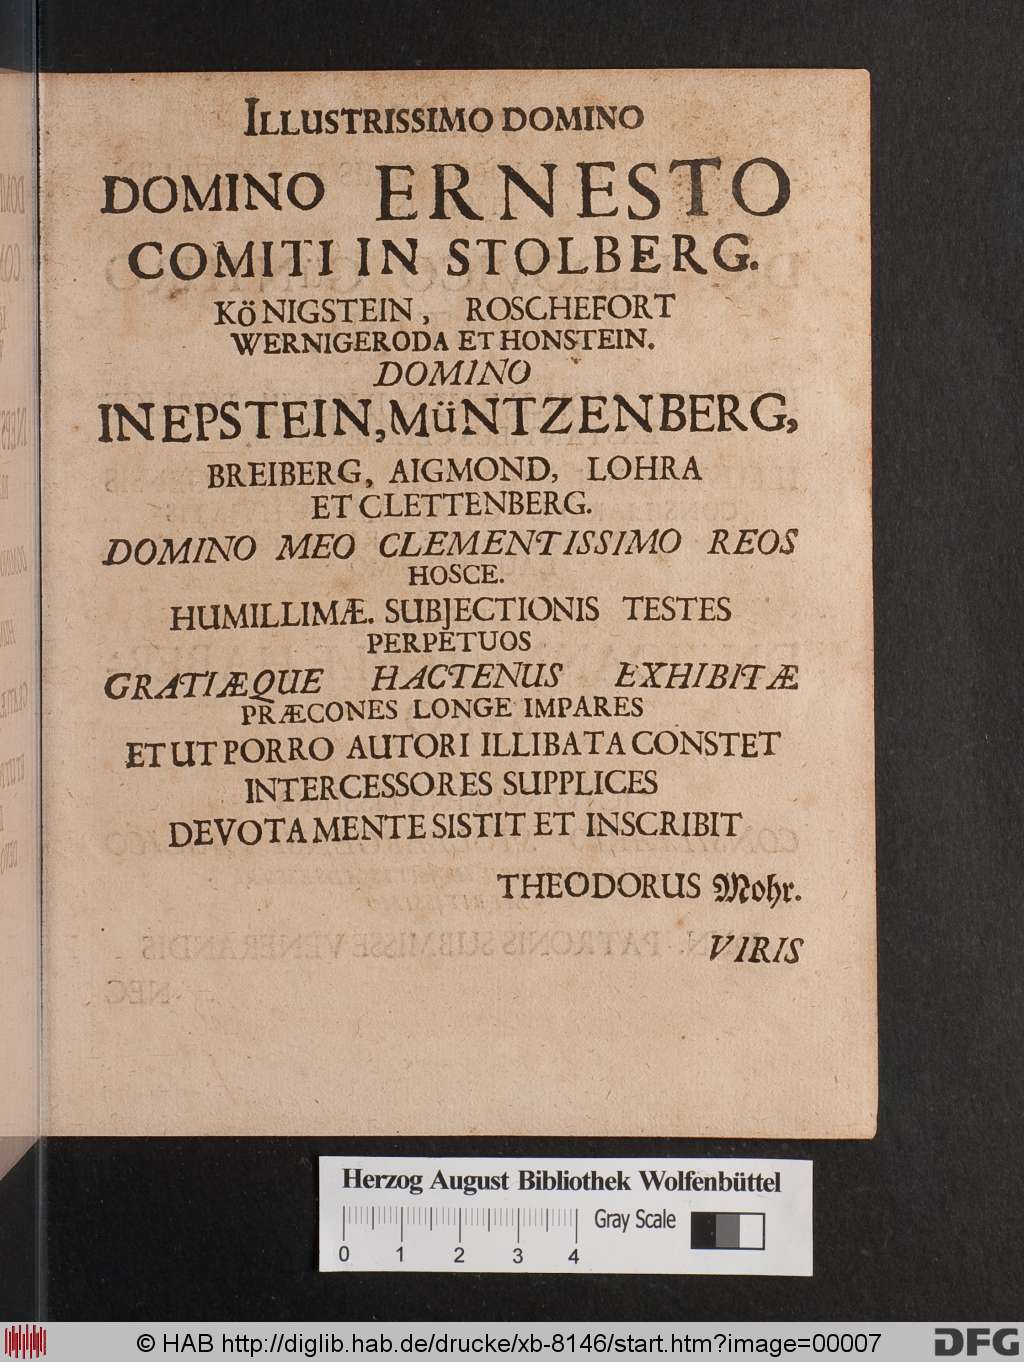 ILLUSTRISSIMO DOMINO
DOMINO ERNESTO
COMITI IN STOLBERG.
KöNIGSTEIN, ROSCHEFORT
WERNIGERODA ET HONSTEIN.
DOMINO
IN EPSTEIN, MüNTZENBERG,
BREIBERG, AIGMOND, LOHRA
ET CLETTENBERG.
DOMINO MEO CLEMENTISSIMO REOS
HOSCE.
HUMILLIMÆ. SUBJECTIONIS TESTES
PERPETUOS
GRATIÆQUE HACTENUS EXHIBITÆ
PRÆCONES LONGE IMPARES
ET UT PORRO AUTORI ILLIBATA CONSTET
INTERCESSORES SUPPLICES
DEVOTA MENTE SISTIT ET INSCRIBIT
THEODORUS Mohr.
VIRIS
Herzog August Bibliothek Wolfenbüttel
Gray Scale
0 1 2 3 4
© HAB http://diglib.hab.de/drucke/xb-8146/start.htm?image=00007
DFG